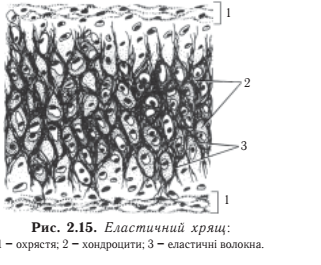 1
2
3
1
Рис. 2.15. Еластичний хрящ:
1 – охрястя; 2 – хондроцити; 3 – еластичні волокна.